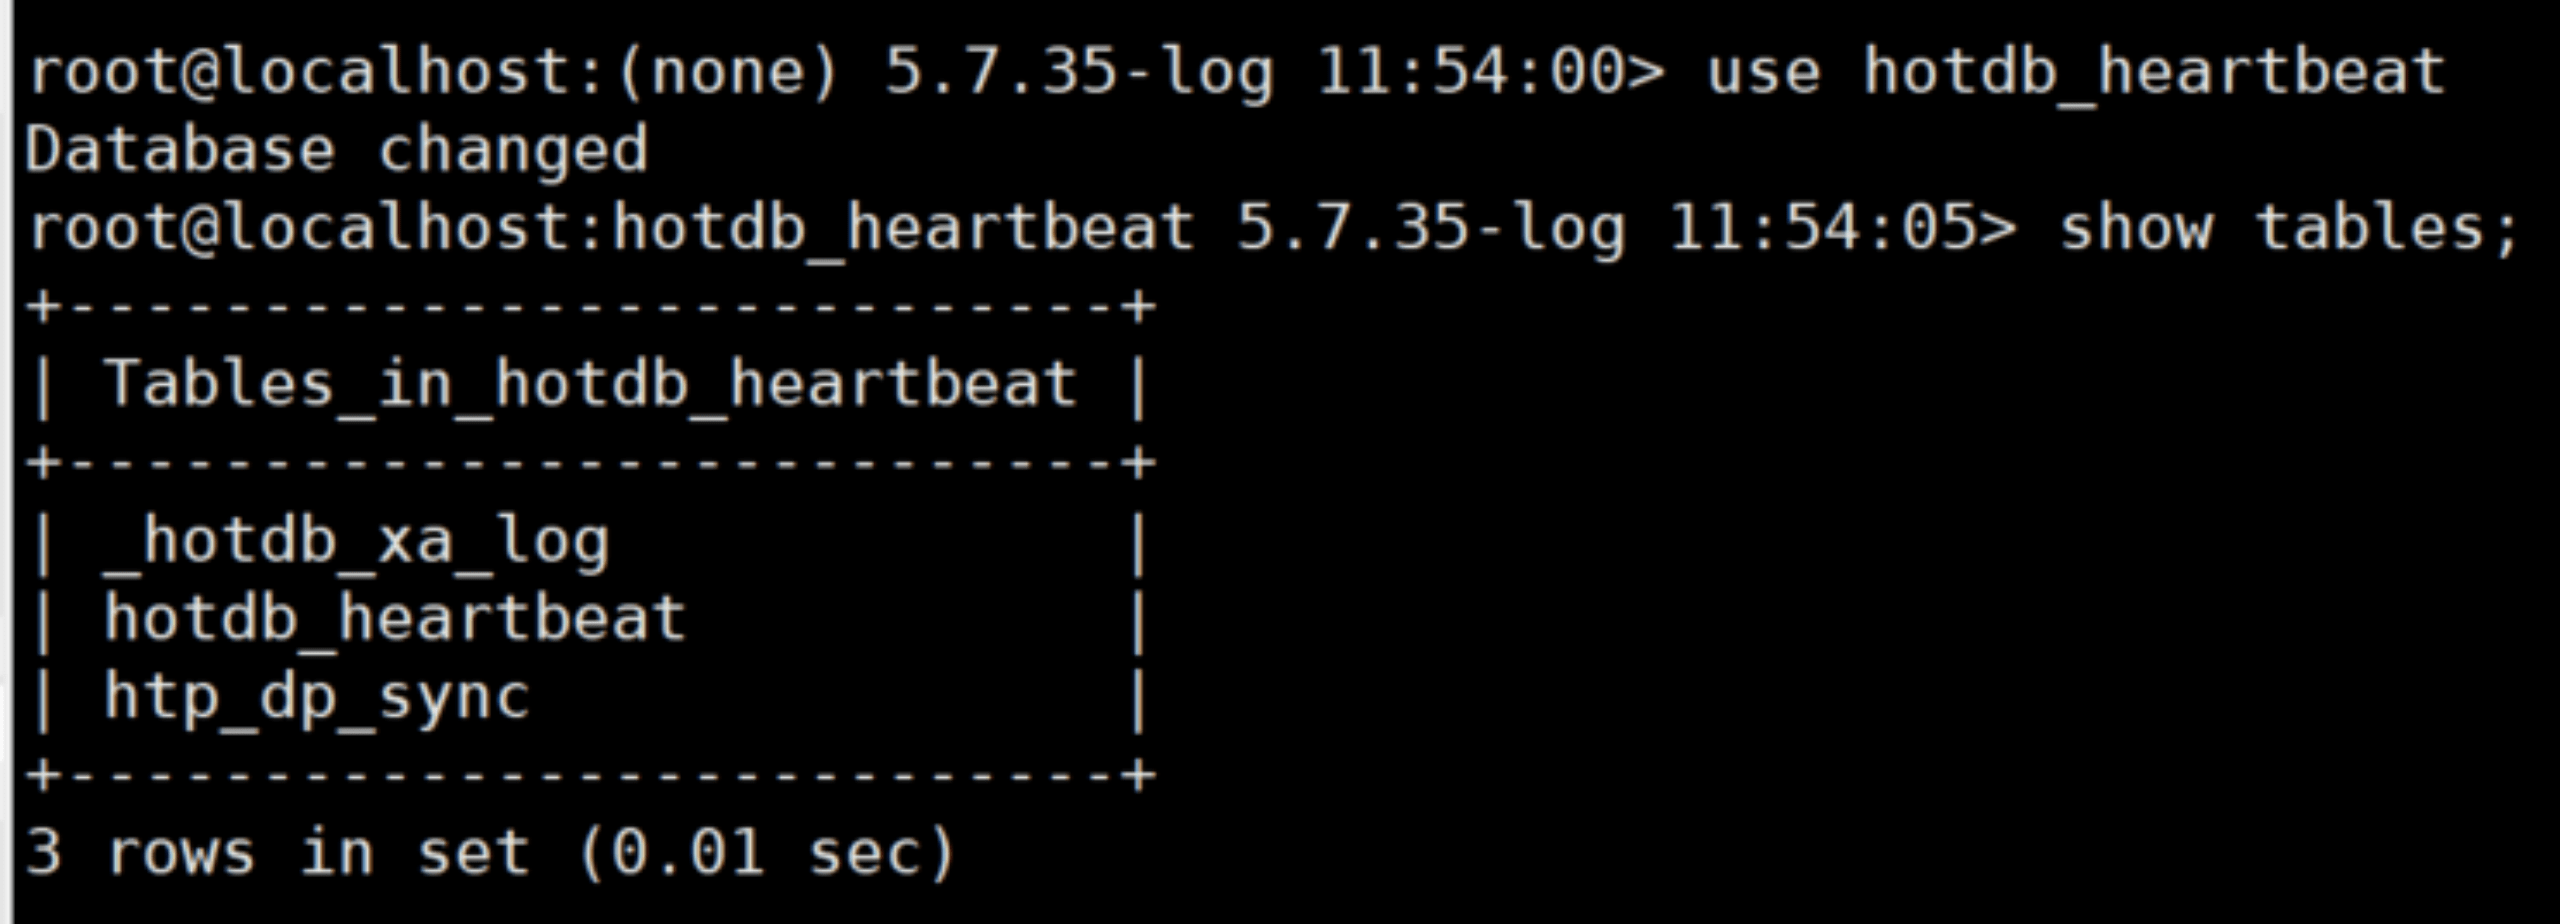 root@localhost:(none) 5.7.35-log 11:54:00> use hotdb_heartbeat
Database changed
root@localhost:hotdb_heartbeat 5.7.35-log 11:54:05> show tables;
+---------------------------+
| Tables_in_hotdb_heartbeat |
+---------------------------+
| _hotdb_xa_log             |
| hotdb_heartbeat           |
| htp_dp_sync               |
+---------------------------+
3 rows in set (0.01 sec)